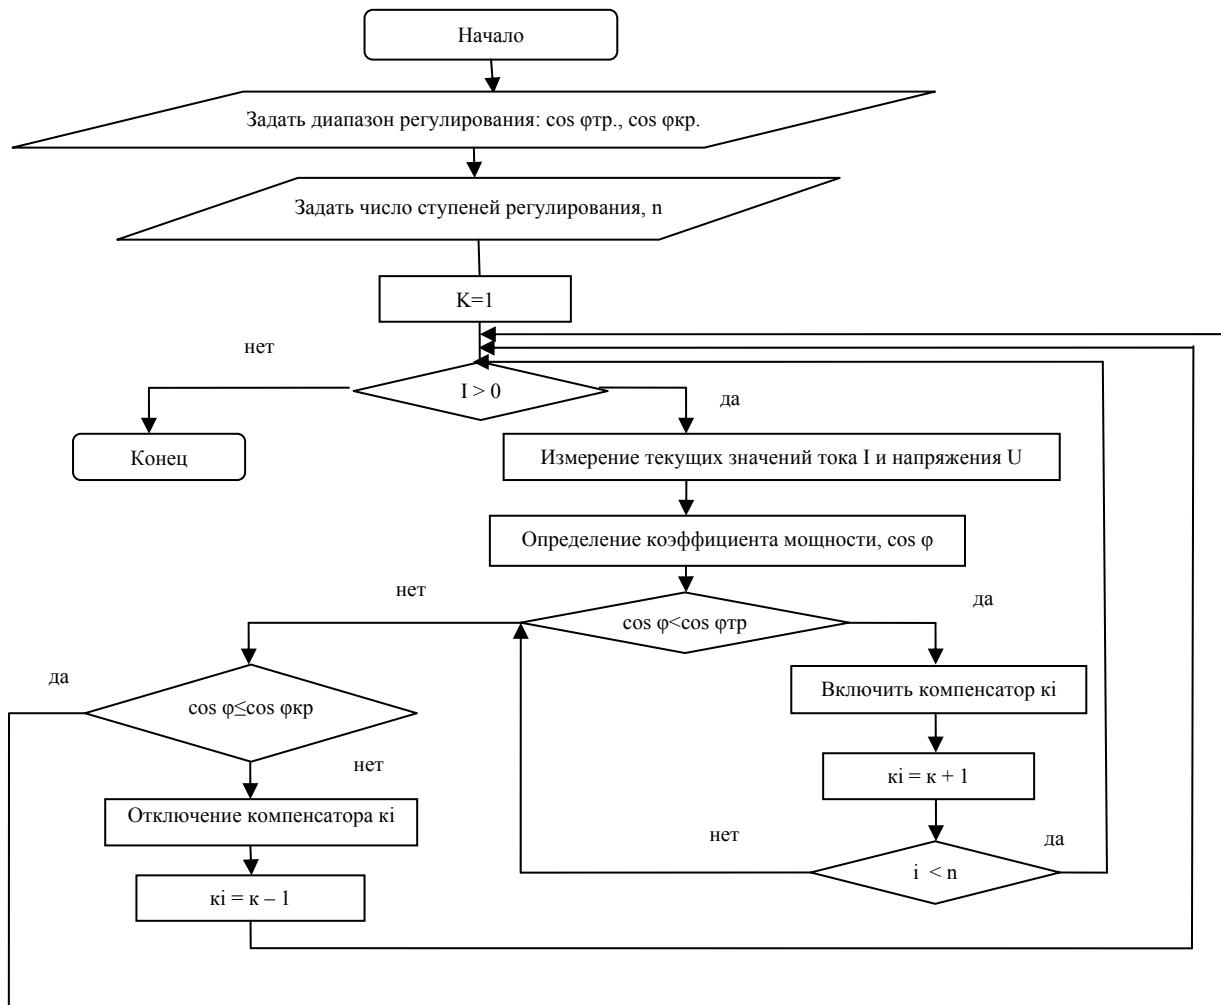 Начало
Задать диапазон регулирования: cos φтр., cos φкр.
Задать число ступеней регулирования, n
K=1
нет
I > 0
да
Конец
Измерение текущих значений тока I и напряжения U
Определение коэффициента мощности, cos φ
нет
да
cos φ<cos φтр
да
Включить компенсатор кi
cos φ≤cos φкр
нет
кi = к + 1
Отключение компенсатора кi
нет
да
i < n
кi = к – 1